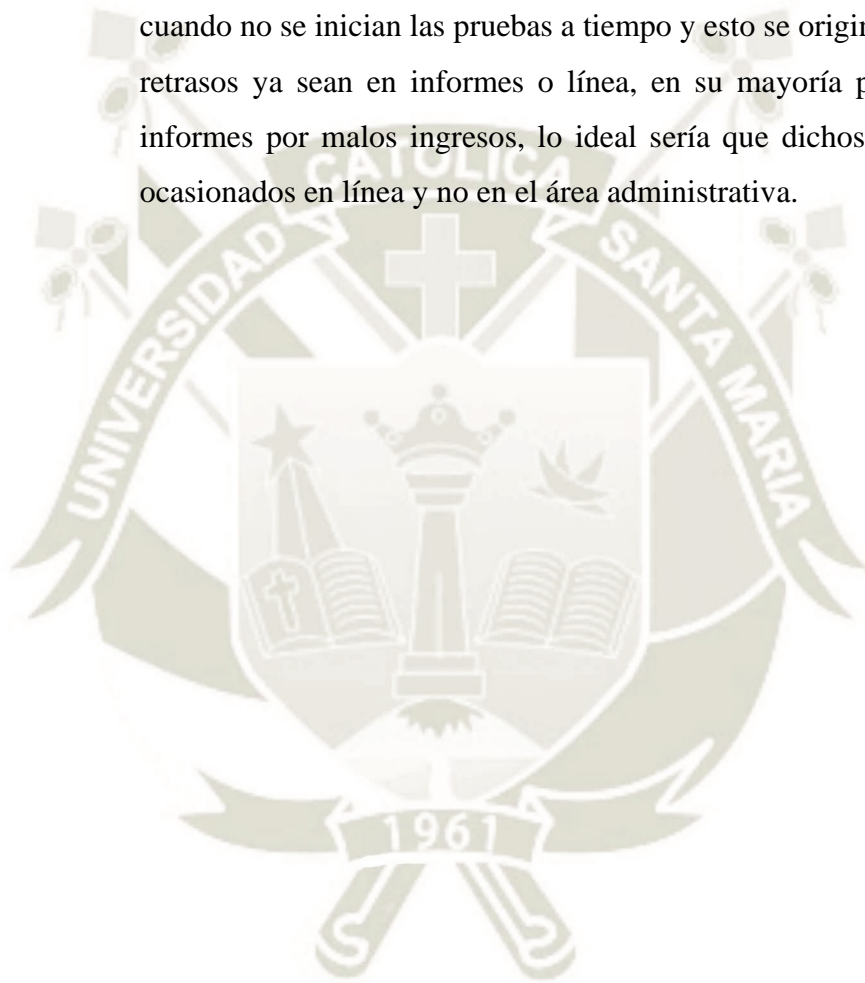 cuando no se inician las pruebas a tiempo y esto se origin
retrasos ya sean en informes o línea, en su mayoría p
informes por malos ingresos, lo ideal sería que dichos
ocasionados en línea y no en el área administrativa.
UNIVERSIDAD CATOLICA SANTA MARIA
1961